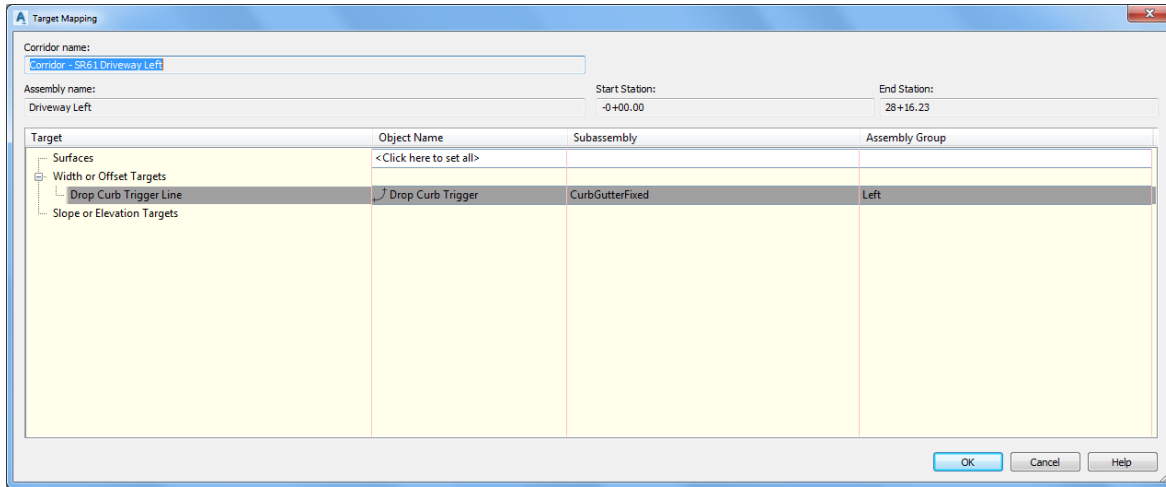 Target Mapping
Corridor name:
Corridor - SR61 Driveway Left
Assembly name: Start Station: End Station:
Driveway Left -0+00.00 28+16.23
Target Object Name Subassembly Assembly Group
Surfaces <Click here to set all>
Width or Offset Targets
Drop Curb Trigger Line Drop Curb Trigger CurbGutterFixed Left
Slope or Elevation Targets
OK Cancel Help